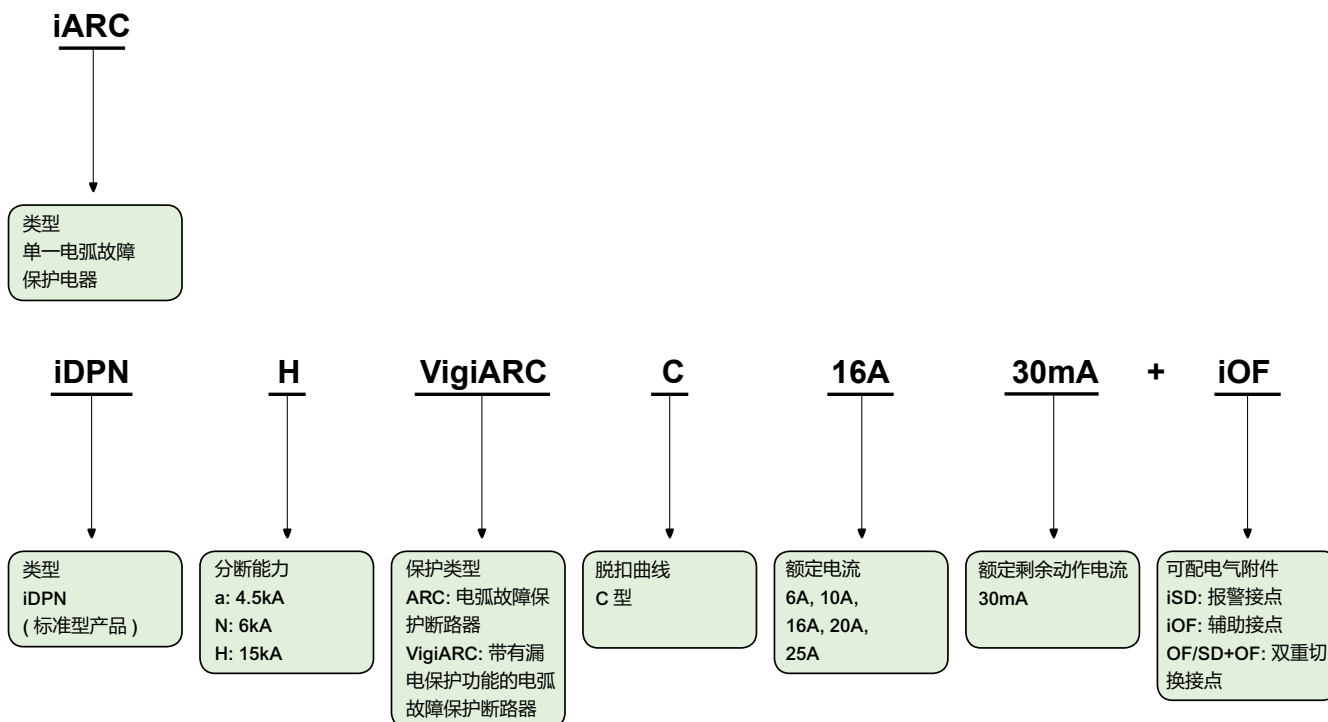 iARC
类型
单一电弧故障
保护电器
iDPN H VigiARC C 16A 30mA + iOF
类型
iDPN
( 标准型产品 )
分断能力
a: 4.5kA
N: 6kA
H: 15kA
保护类型
ARC: 电弧故障保
护断路器
VigiARC: 带有漏
电保护功能的电弧
故障保护断路器
脱扣曲线
C 型
额定电流
6A, 10A,
16A, 20A,
25A
额定剩余动作电流
30mA
可配电气附件
iSD: 报警接点
iOF: 辅助接点
OF/SD+OF: 双重切
换接点